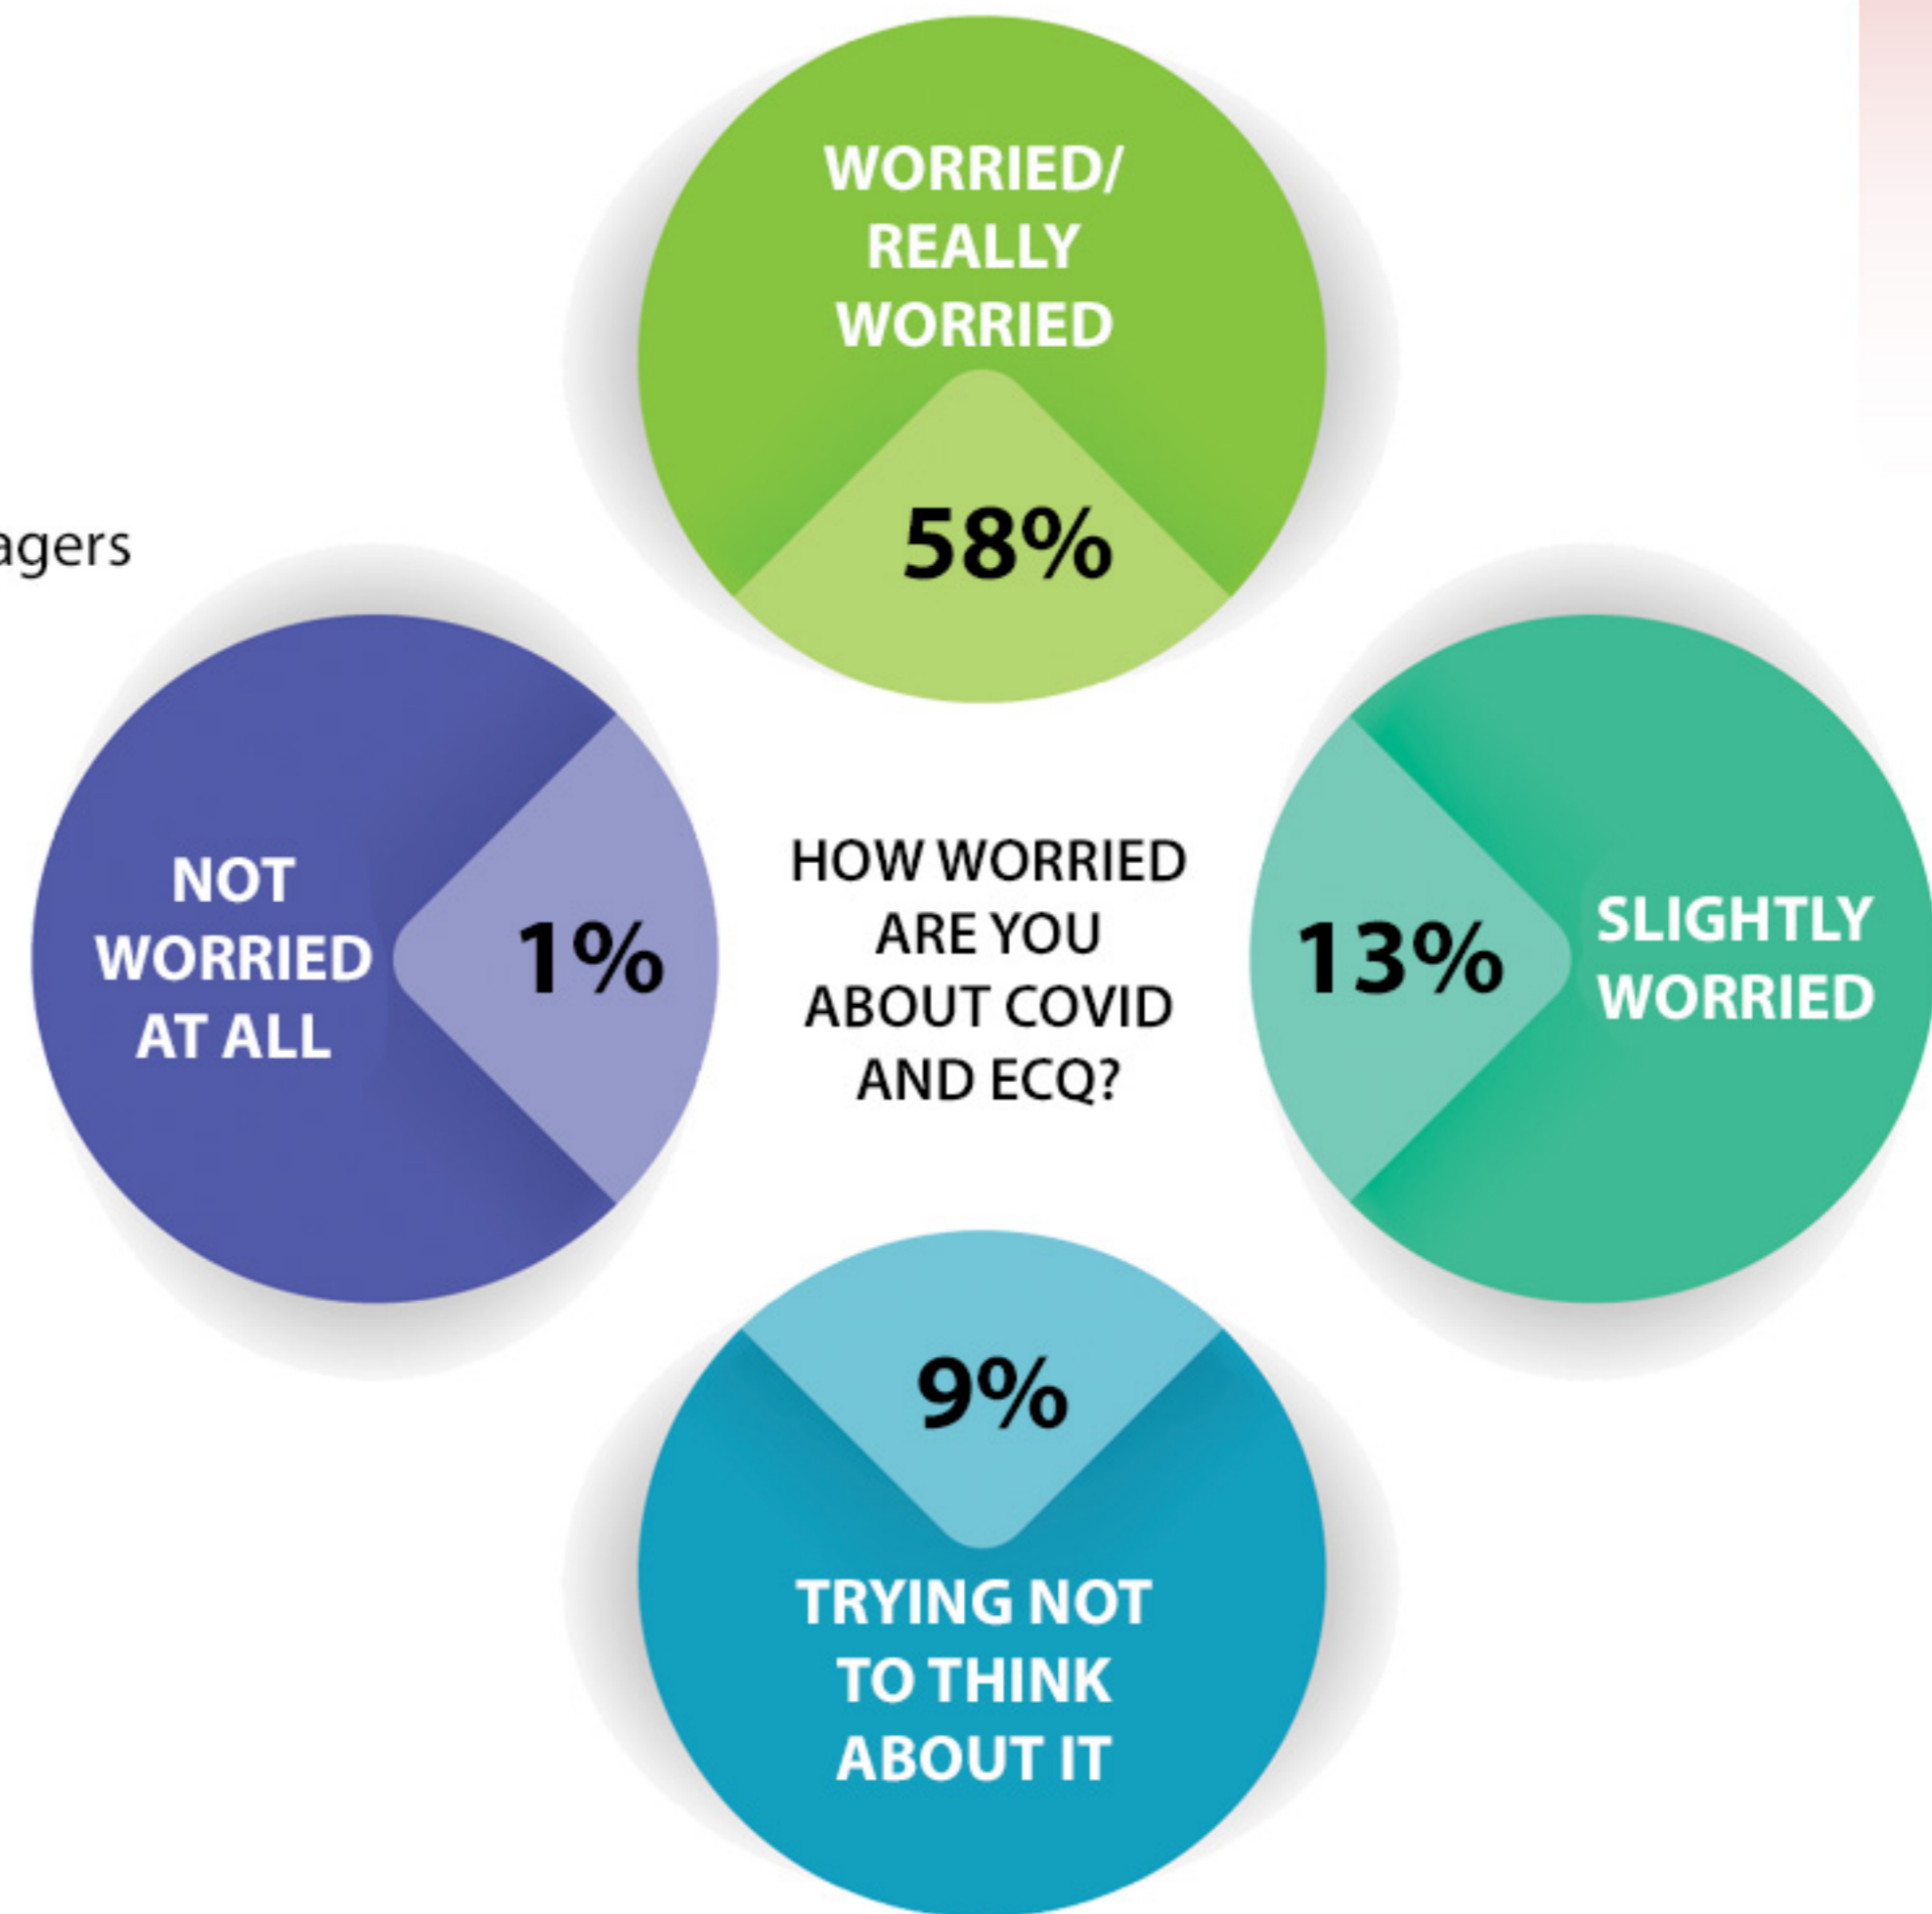 WORRIED/
REALLY
WORRIED
58%
agers
NOT
WORRIED
AT ALL
1%
HOW WORRIED
ARE YOU
ABOUT COVID
AND ECQ?
13%
SLIGHTLY
WORRIED
9%
TRYING NOT
TO THINK
ABOUT IT